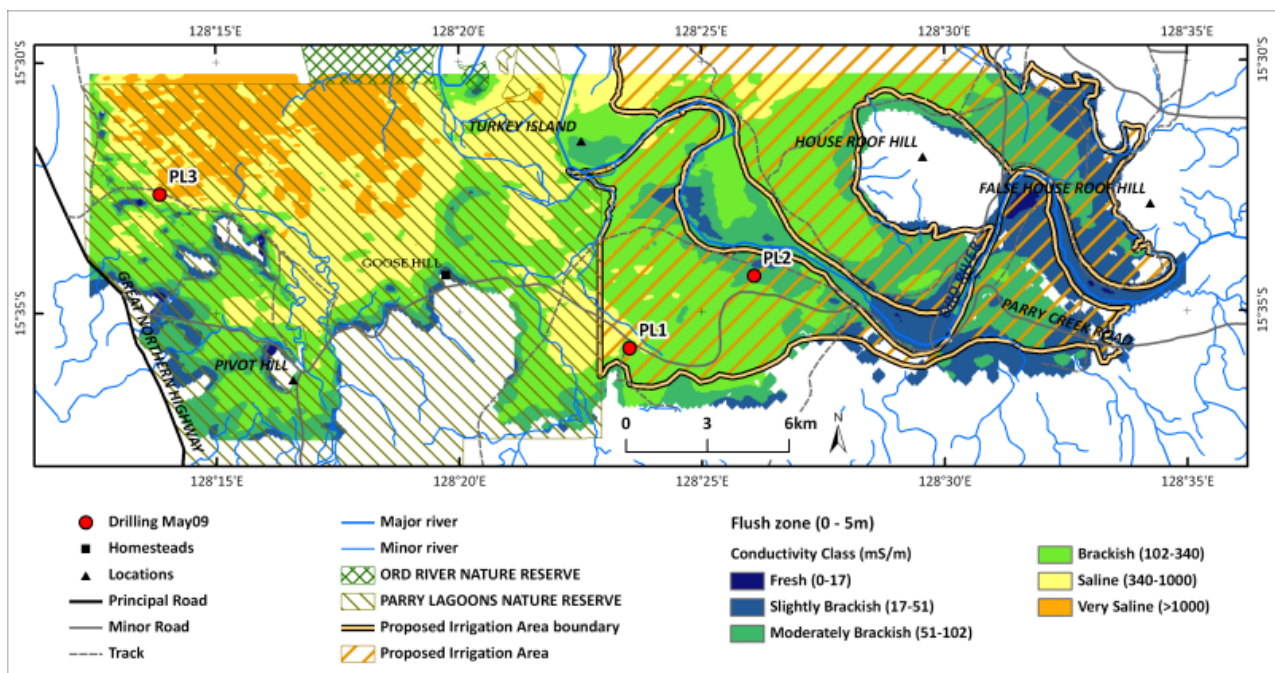 128°15'E 128°20'E 128°25'E 128°30'E 128°35'E
15°30'S 15°30'S
TURKEY ISLAND
HOUSE ROOF HILL
PL3
FALSE HOUSE ROOF HILL
GOOSE HILL
PL2
ORD RIVER
15°35'S 15°35'S
GREAT NORTHERN HIGHWAY
PARRY CREEK ROAD
PL1
PIVOT HILL
0 3 6km
N
128°15'E 128°20'E 128°25'E 128°30'E 128°35'E
Drilling May09
Homesteads
Locations
Principal Road
Minor Road
Track
Major river
Minor river
ORD RIVER NATURE RESERVE
PARRY LAGOONS NATURE RESERVE
Proposed Irrigation Area boundary
Proposed Irrigation Area
Flush zone (0 - 5m)
Conductivity Class (mS/m)
Fresh (0-17)
Slightly Brackish (17-51)
Moderately Brackish (51-102)
Brackish (102-340)
Saline (340-1000)
Very Saline (>1000)